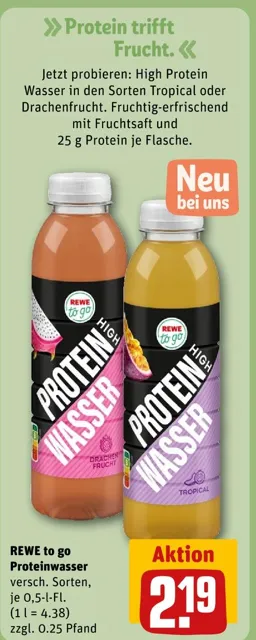 » Protein trifft
Frucht. «
Jetzt probieren: High Protein
Wasser in den Sorten Tropical oder
Drachenfrucht. Fruchtig-erfrischend
mit Fruchtsaft und
25 g Protein je Flasche.
Neu
bei uns
REWE
to go
HIGH
PROTEIN
WASSER
DRACHEN
FRUCHT
REWE
to go
HIGH
PROTEIN
WASSER
TROPICAL
REWE to go
Proteinwasser
versch. Sorten,
je 0,5-l-Fl.
(1 l = 4.38)
zzgl. 0.25 Pfand
Aktion
2.19